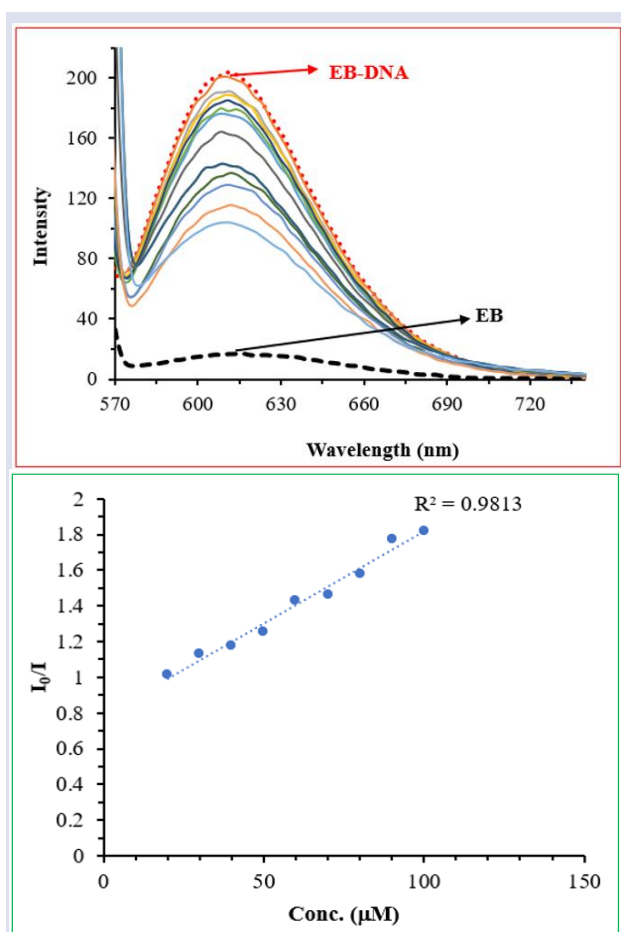 EB-DNA
200
160
120
80
40
0
Intensity
EB
570 600 630 660 690 720
Wavelength (nm)
R² = 0.9813
2
1.8
1.6
1.4
1.2
1
0.8
0.6
0.4
0.2
0
I₀/I
0 50 100 150
Conc. (µM)